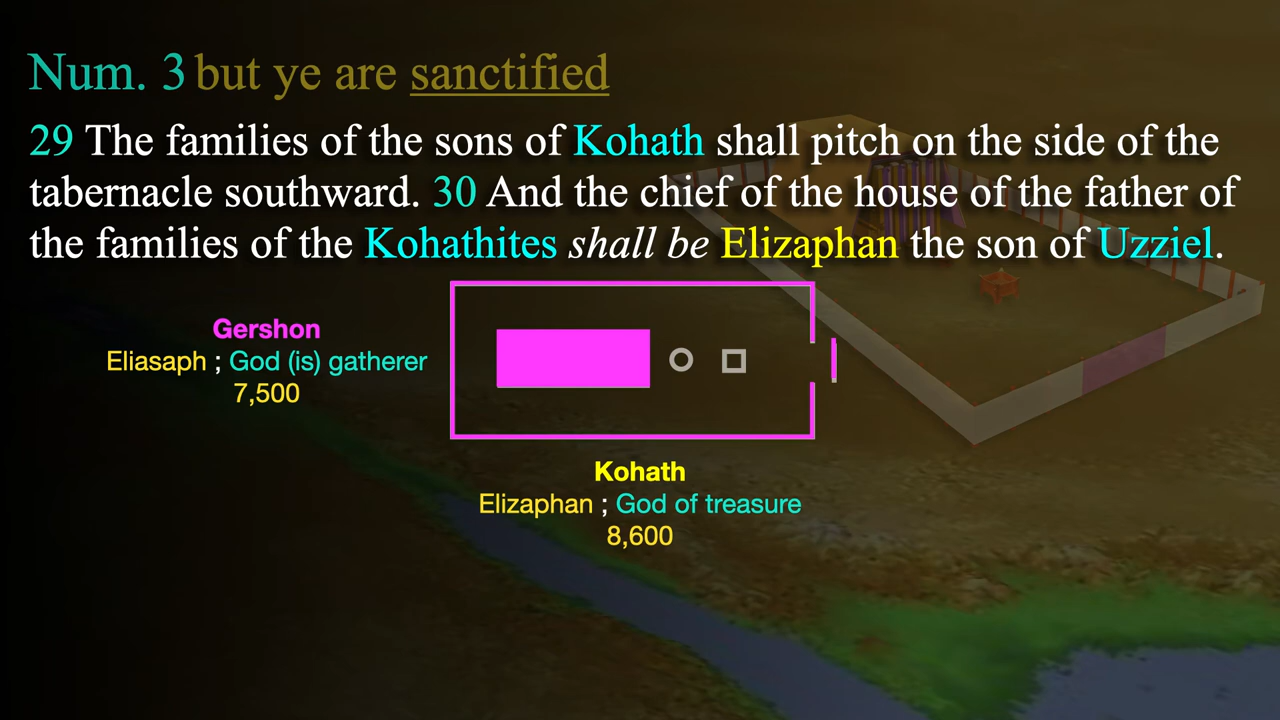 Num. 3 but ye are sanctified
29 The families of the sons of Kohath shall pitch on the side of the
tabernacle southward. 30 And the chief of the house of the father of
the families of the Kohathites shall be Elizaphan the son of Uzziel.
Gershon
Eliasaph ; God (is) gatherer
7,500
Kohath
Elizaphan ; God of treasure
8,600